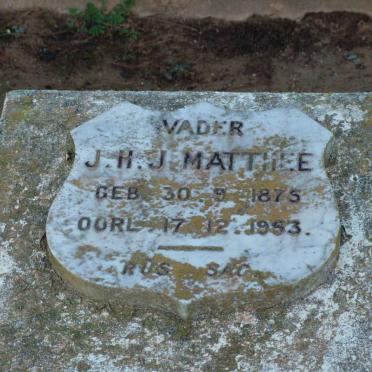 VADER
J. H. J. MATTHEE
GEB. 30. 9. 1875
OORL. 17. 12. 1953.
RUS SAG